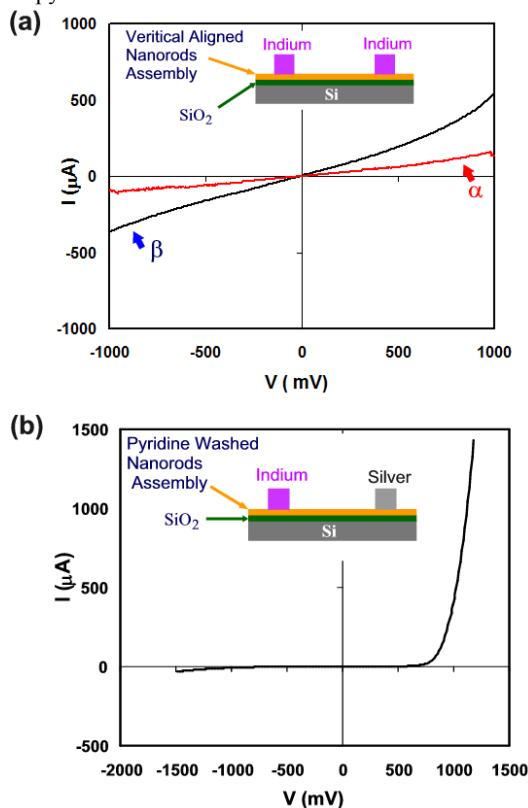 py
(a)
Veritical Aligned
Nanorods
Assembly
Indium
Indium
SiO2
Si
1000
500
0
-500
-1000
I (µA)
α
β
-1000
-500
0
500
1000
V ( mV)
(b)
Pyridine Washed
Nanorods
Assembly
Indium
Silver
SiO2
Si
1500
1000
500
0
-500
I (µA)
-2000
-1500
-1000
-500
0
500
1000
1500
V (mV)